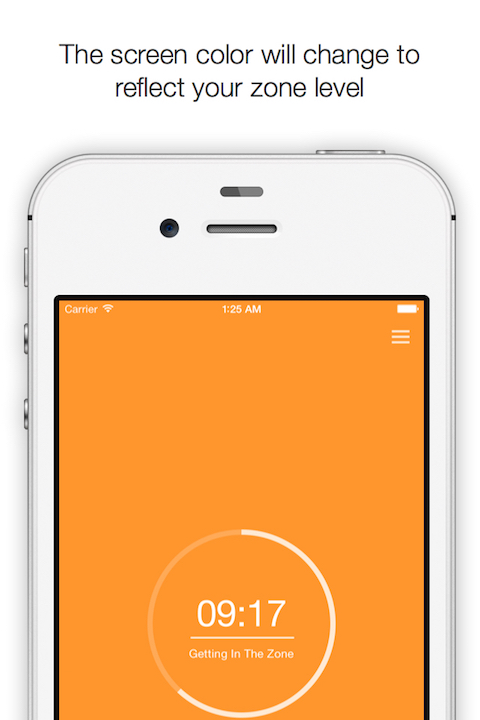 The screen color will change to
reflect your zone level
Carrier 1:25 AM
09:17
Getting In The Zone